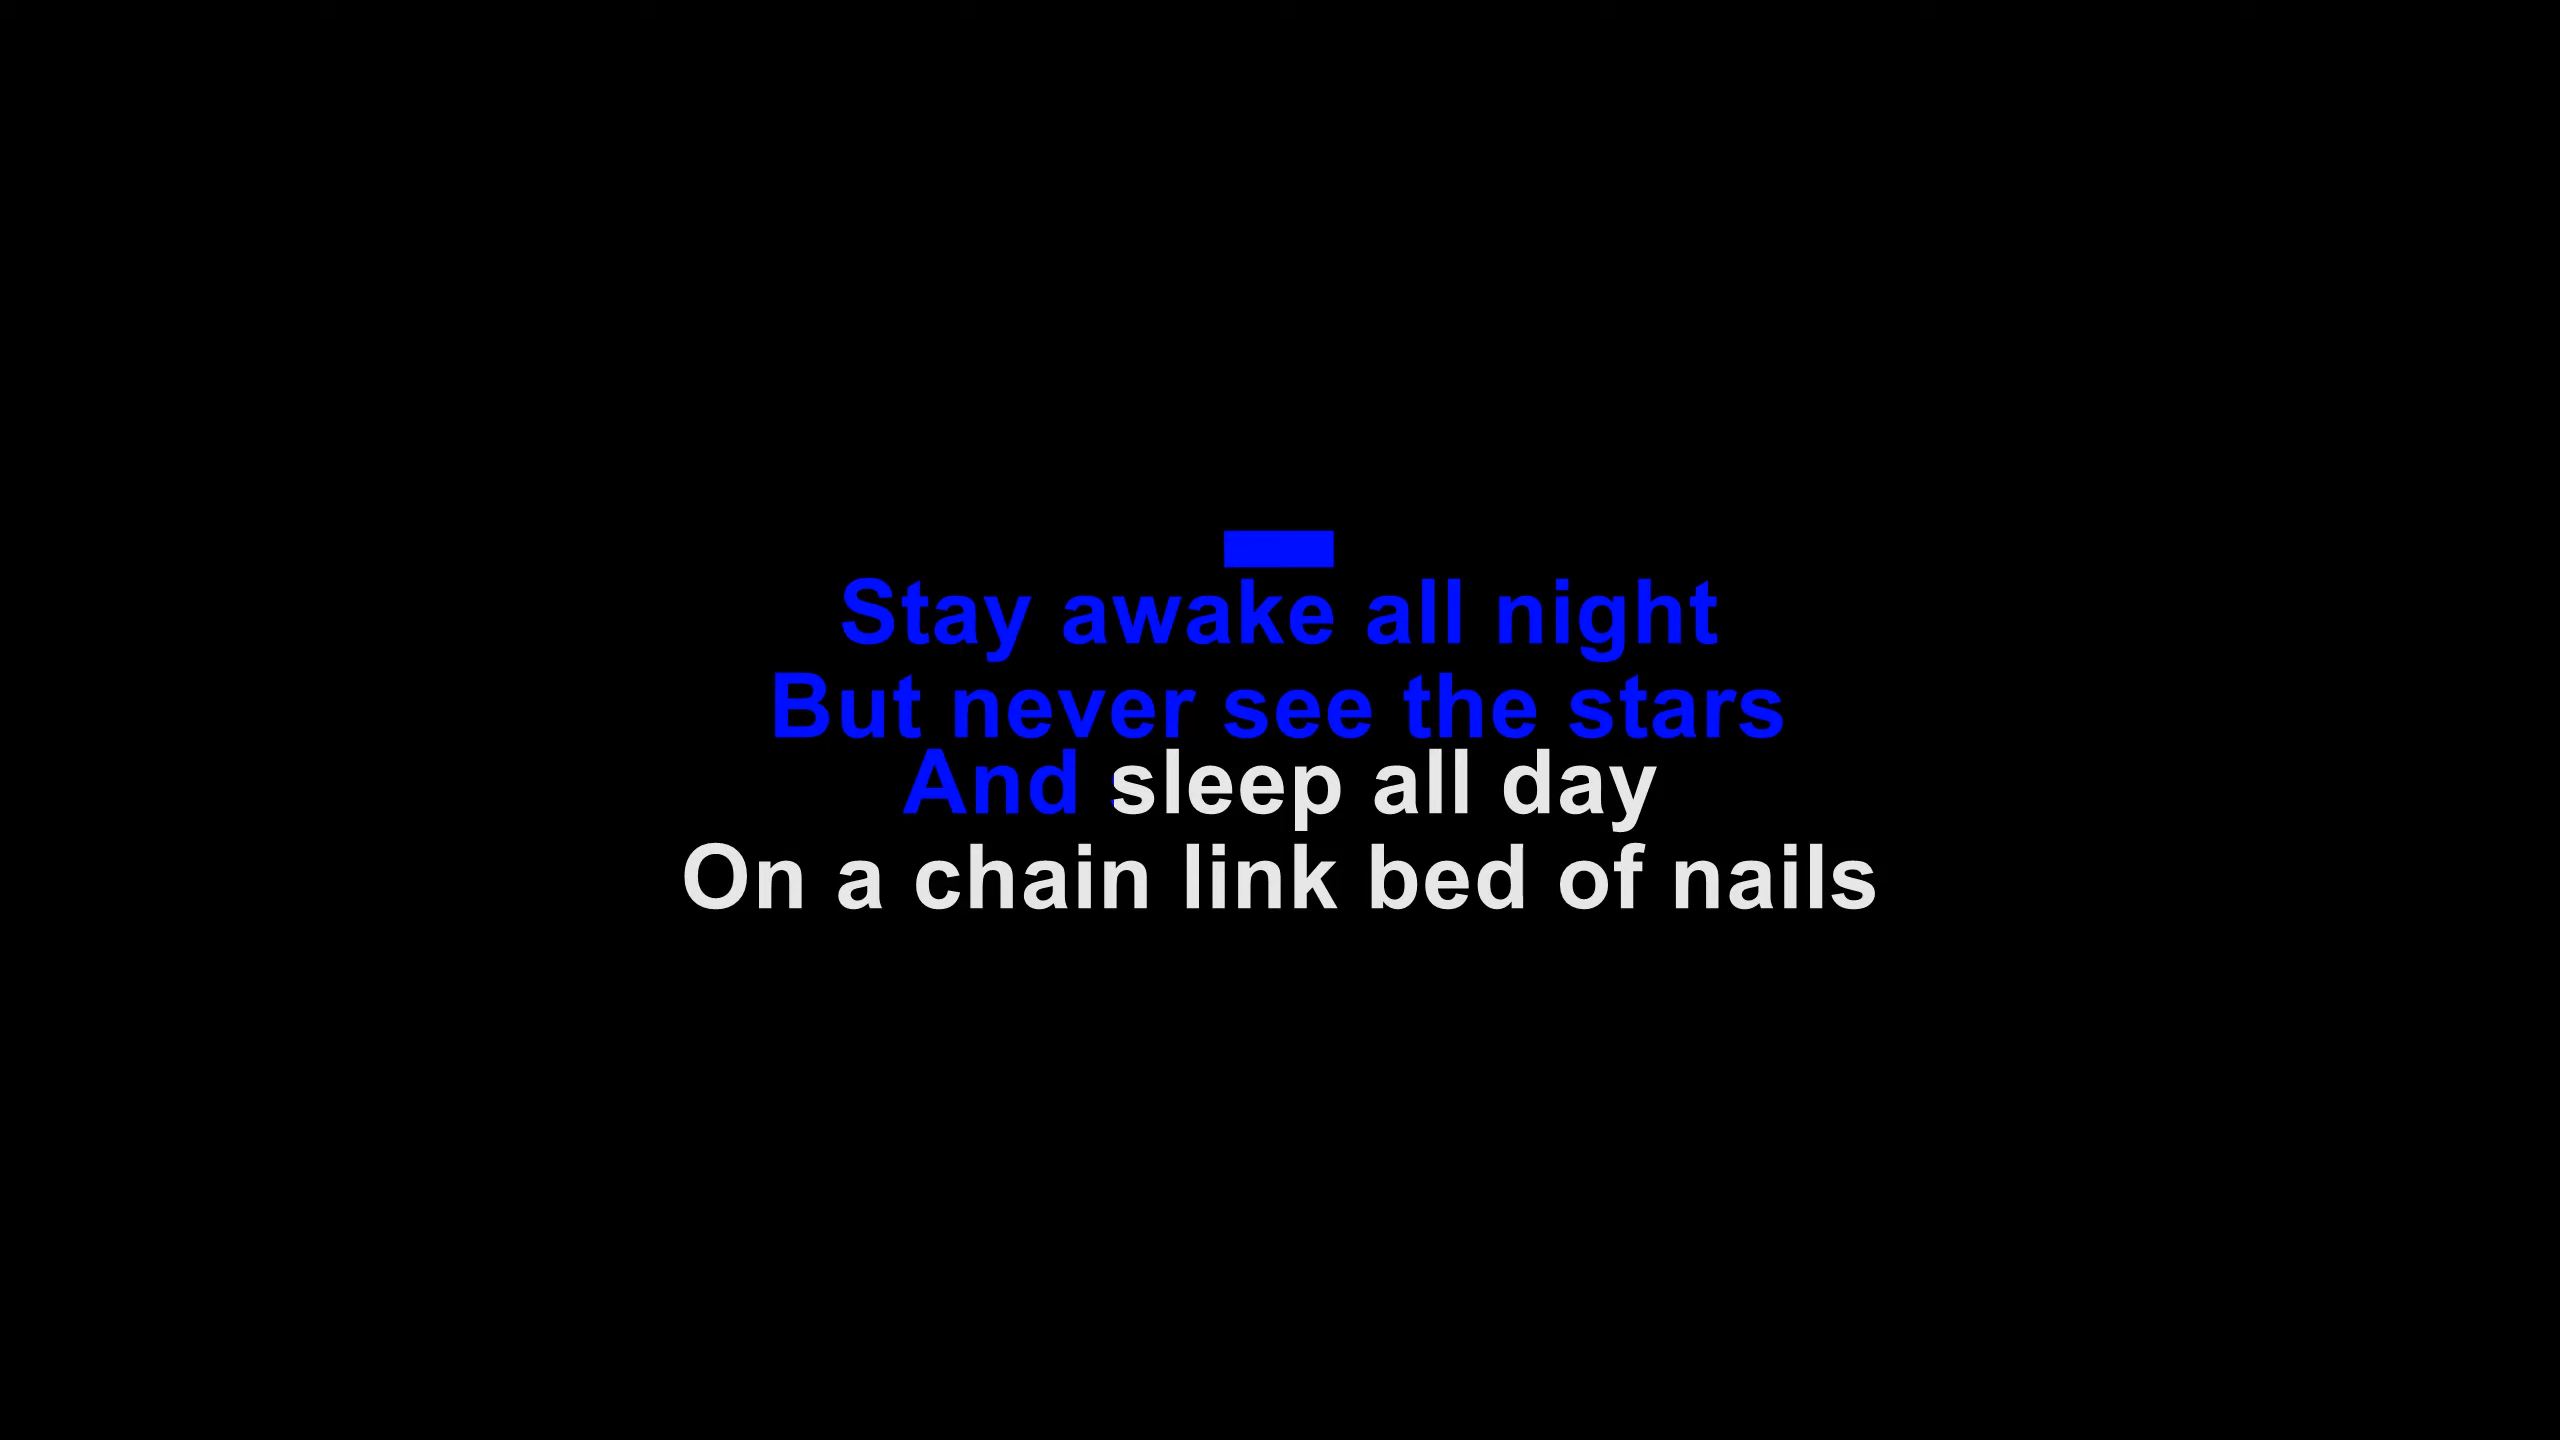 Stay awake all night
But never see the stars
And sleep all day
On a chain link bed of nails